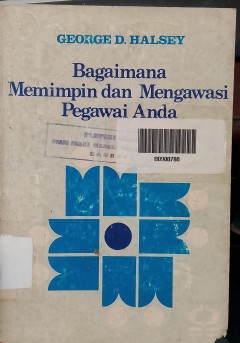 GEORGE D. HALSEY
Bagaimana
Memimpin dan Mengawasi
Pegawai Anda